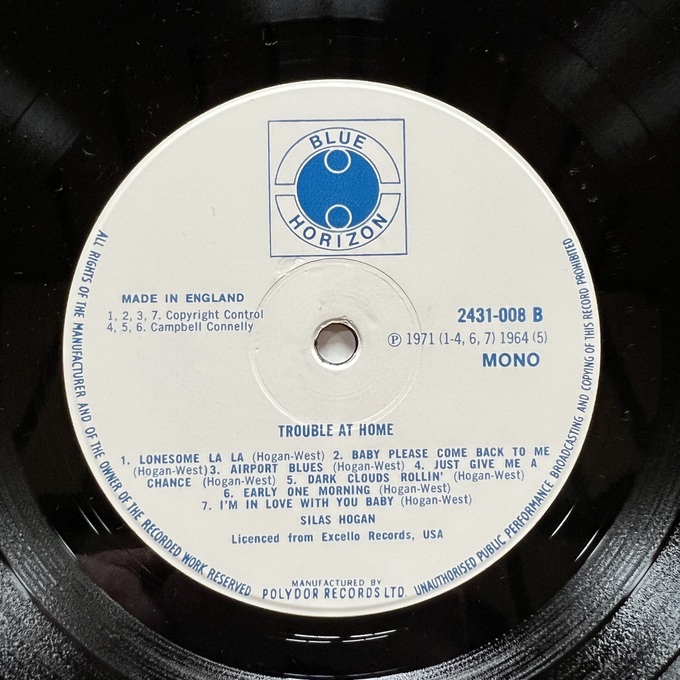 BLUE
HORIZON
MADE IN ENGLAND
1, 2, 3, 7. Copyright Control
4, 5, 6. Campbell Connelly
2431-008 B
℗ 1971 (1-4, 6, 7) 1964 (5)
MONO
TROUBLE AT HOME
1. LONESOME LA LA (Hogan-West) 2. BABY PLEASE COME BACK TO ME
(Hogan-West)3. AIRPORT BLUES (Hogan-West) 4. JUST GIVE ME A
CHANCE (Hogan-West) 5. DARK CLOUDS ROLLIN' (Hogan-West)
6. EARLY ONE MORNING (Hogan-West)
7. I'M IN LOVE WITH YOU BABY (Hogan-West)
SILAS HOGAN
Licenced from Excello Records, USA
MANUFACTURED BY
POLYDOR RECORDS LTD.
ALL RIGHTS OF THE MANUFACTURER AND OF THE OWNER OF THE RECORDED WORK RESERVED
UNAUTHORISED PUBLIC PERFORMANCE BROADCASTING AND COPYING OF THIS RECORD PROHIBITED